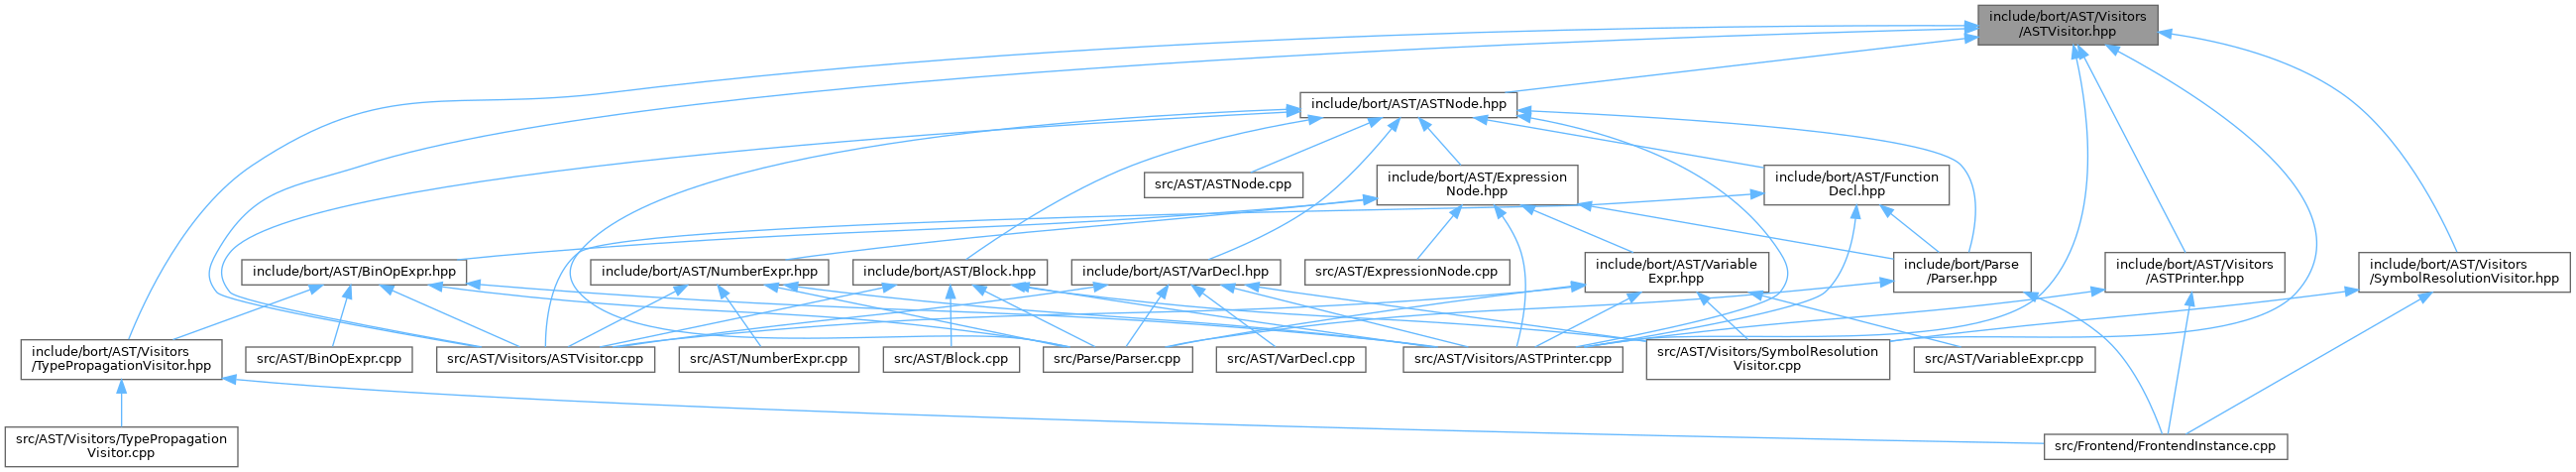 include/bort/AST/Visitors
/ASTVisitor.hpp
include/bort/AST/ASTNode.hpp
src/AST/ASTNode.cpp
include/bort/AST/Expression
Node.hpp
include/bort/AST/Function
Decl.hpp
include/bort/AST/BinOpExpr.hpp
include/bort/AST/NumberExpr.hpp
include/bort/AST/Block.hpp
include/bort/AST/VarDecl.hpp
src/AST/ExpressionNode.cpp
include/bort/AST/Variable
Expr.hpp
include/bort/Parse
/Parser.hpp
include/bort/AST/Visitors
/ASTPrinter.hpp
include/bort/AST/Visitors
/SymbolResolutionVisitor.hpp
include/bort/AST/Visitors
/TypePropagationVisitor.hpp
src/AST/BinOpExpr.cpp
src/AST/Visitors/ASTVisitor.cpp
src/AST/NumberExpr.cpp
src/AST/Block.cpp
src/Parse/Parser.cpp
src/AST/VarDecl.cpp
src/AST/Visitors/ASTPrinter.cpp
src/AST/Visitors/SymbolResolution
Visitor.cpp
src/AST/VariableExpr.cpp
src/AST/Visitors/TypePropagation
Visitor.cpp
src/Frontend/FrontendInstance.cpp